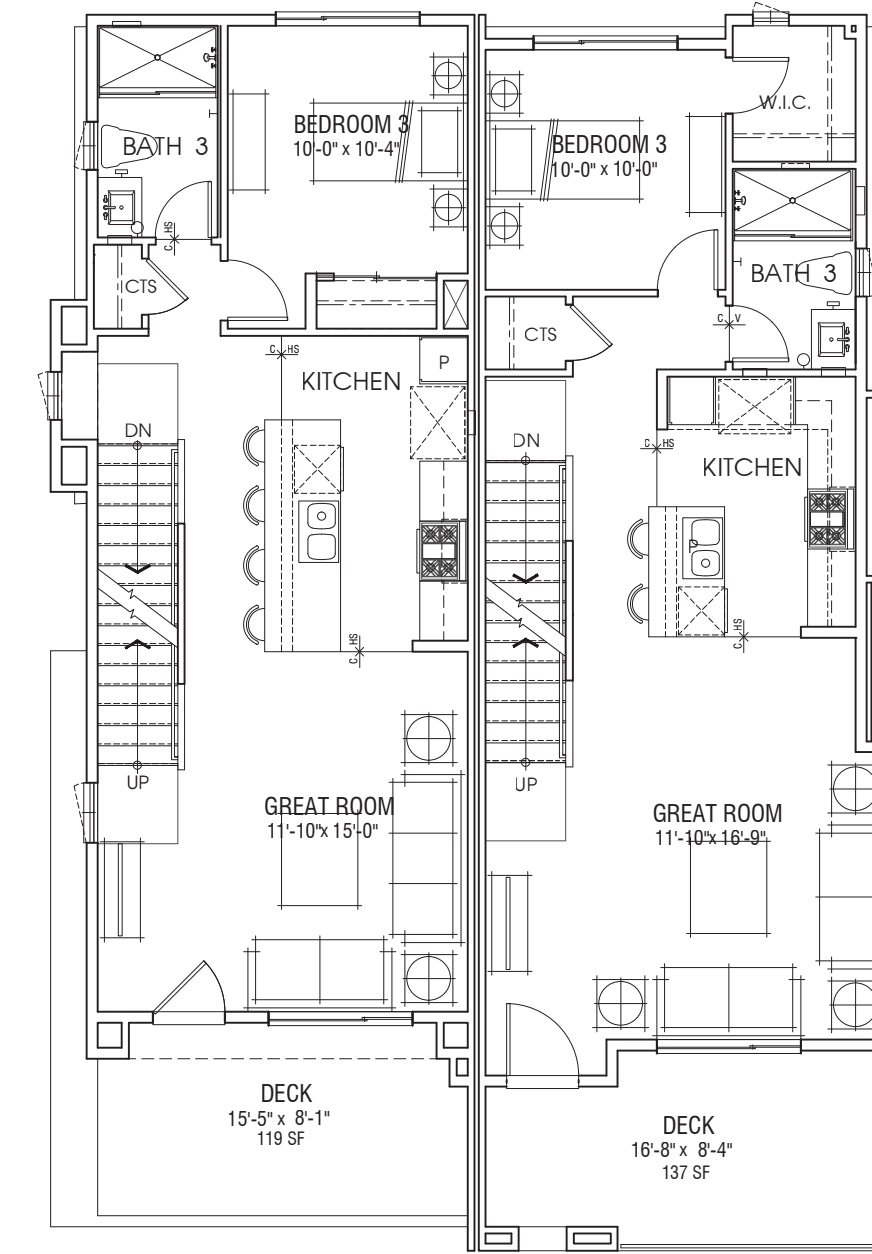 BATH 3
BEDROOM 3
10'-0" x 10'-4"
C HS
CTS
C HS
KITCHEN
P
DN
UP
C HS
GREAT ROOM
11'-10"x 15'-0"
DECK
15'-5" x 8'-1"
119 SF
BEDROOM 3
10'-0" x 10'-0"
W.I.C.
BATH 3
CTS
C V
DN
C HS
KITCHEN
C HS
UP
GREAT ROOM
11'-10"x 16'-9"
DECK
16'-8" x 8'-4"
137 SF